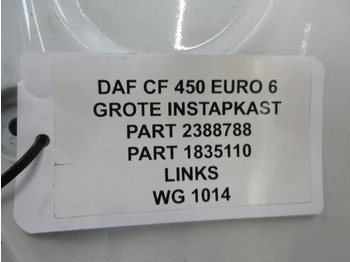 DAF CF 450 EURO 6
GROTE INSTAPKAST
PART 2388788
PART 1835110
LINKS
WG 1014